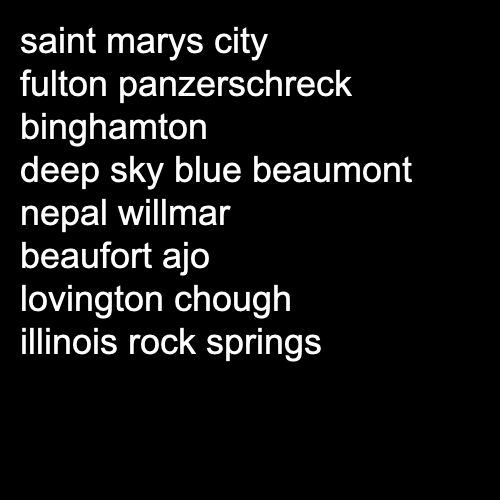 saint marys city
fulton panzerschreck
binghamton
deep sky blue beaumont
nepal willmar
beaufort ajo
lovington chough
illinois rock springs